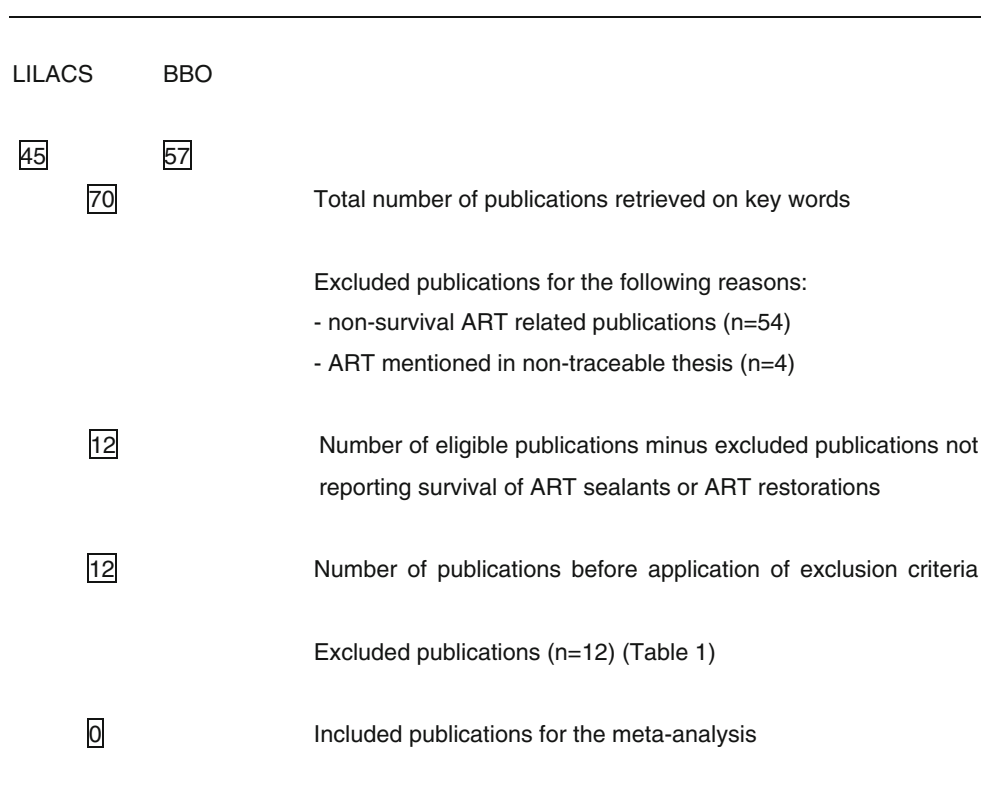 LILACS BBO
45 57
70 Total number of publications retrieved on key words
Excluded publications for the following reasons:
- non-survival ART related publications (n=54)
- ART mentioned in non-traceable thesis (n=4)
12 Number of eligible publications minus excluded publications not
reporting survival of ART sealants or ART restorations
12 Number of publications before application of exclusion criteria
Excluded publications (n=12) (Table 1)
0 Included publications for the meta-analysis